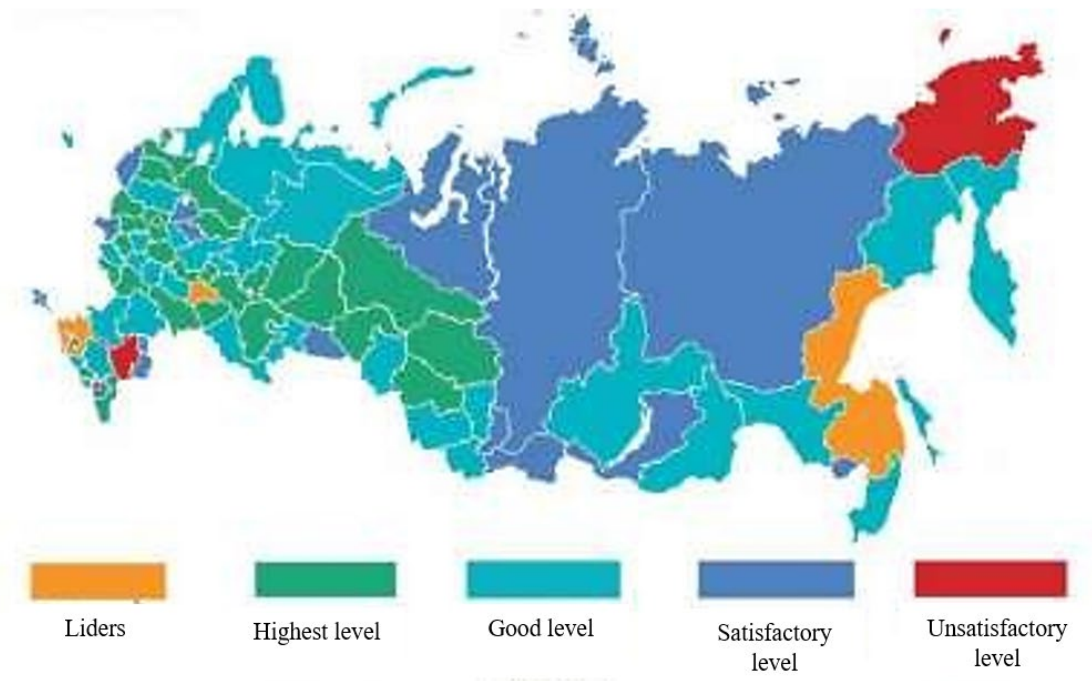 Liders
Highest level
Good level
Satisfactory
level
Unsatisfactory
level